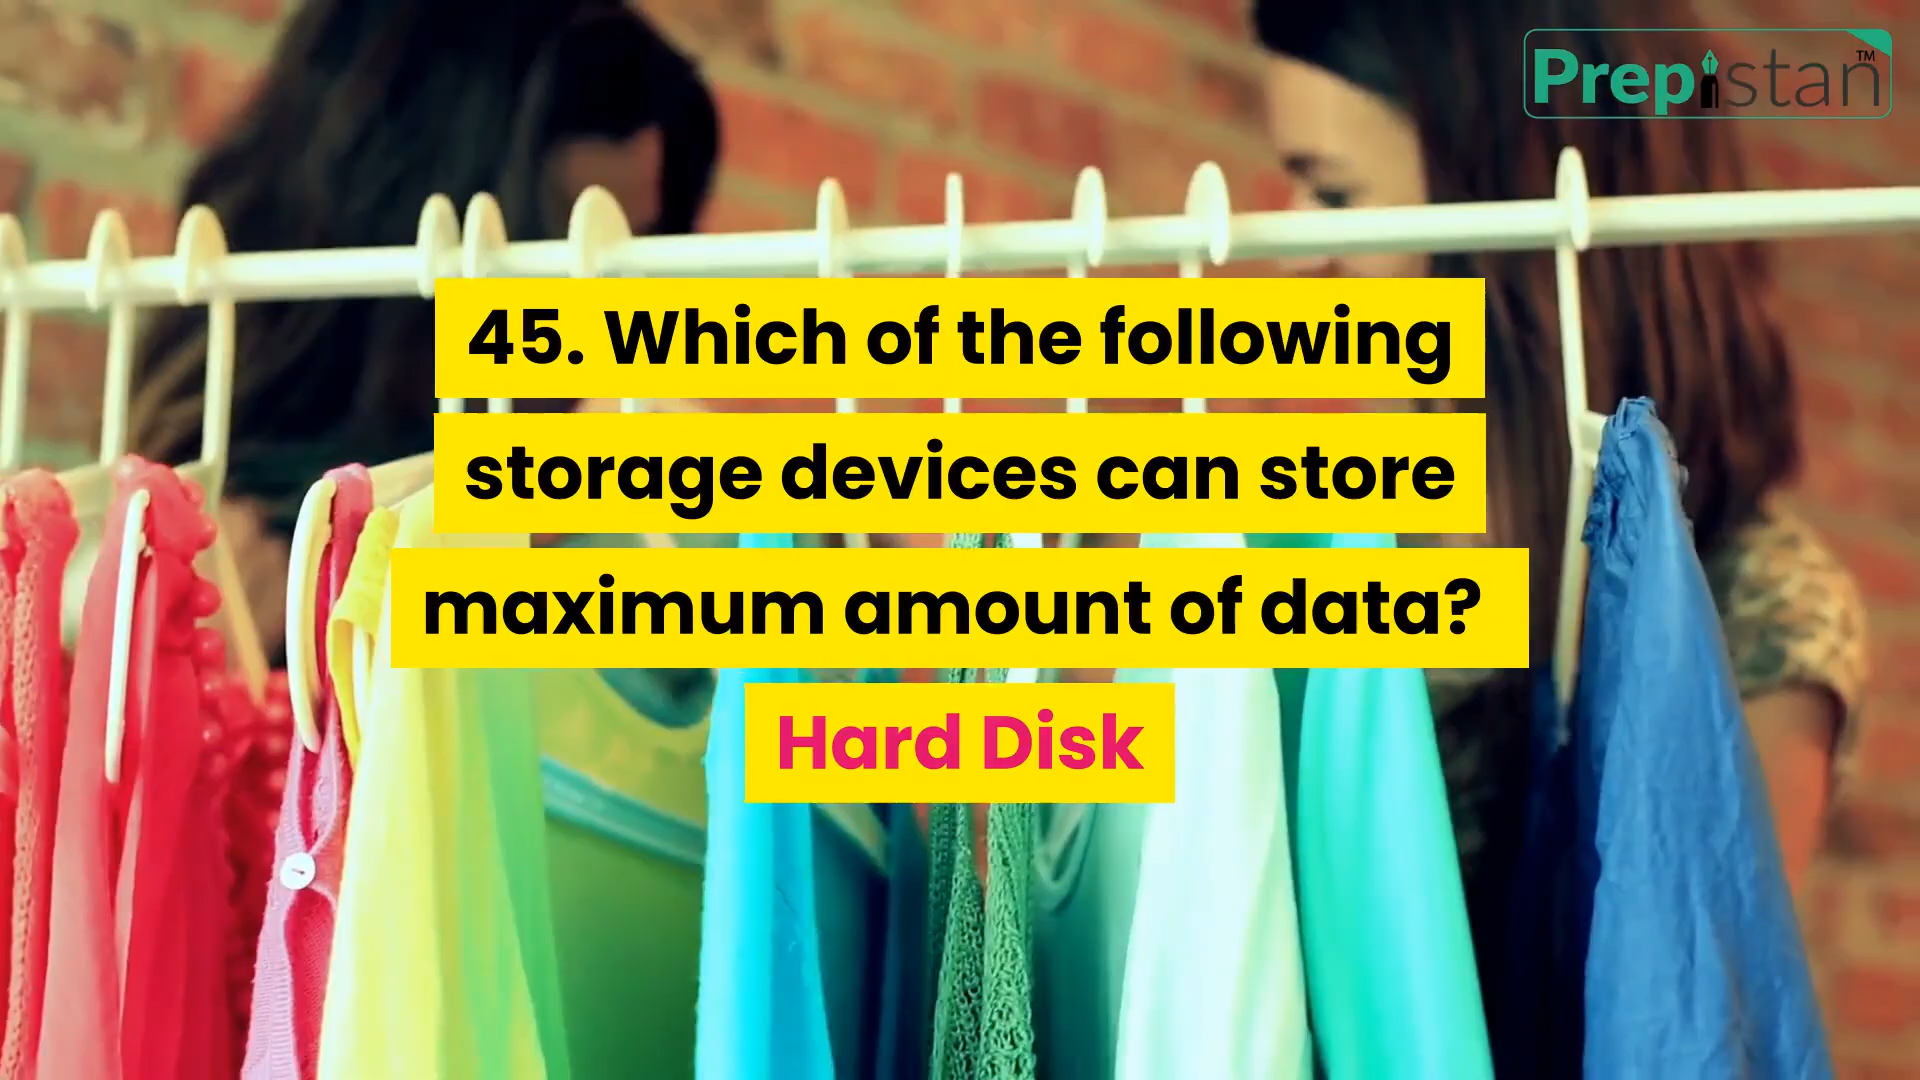 Prepistan™
45. Which of the following
storage devices can store
maximum amount of data?
Hard Disk